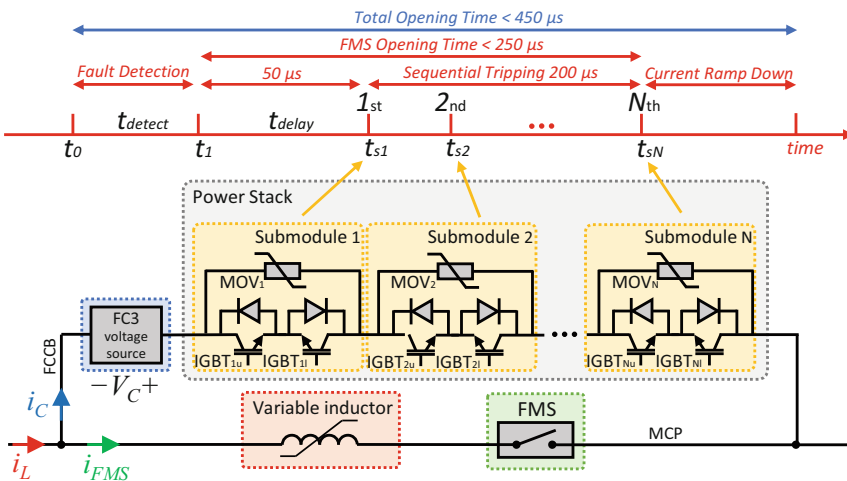 Total Opening Time < 450 μs
FMS Opening Time < 250 μs
Fault Detection
50 μs
Sequential Tripping 200 μs
Current Ramp Down
tdetect
tdelay
1st
2nd
...
Nth
t0
t1
ts1
ts2
tsN
time
Power Stack
Submodule 1
Submodule 2
Submodule N
MOV1
MOV2
MOVN
FC3
voltage
source
IGBT1u
IGBT1l
IGBT2u
IGBT2l
...
IGBTNu
IGBTNl
FCCB
−VC+
iC
Variable inductor
FMS
MCP
iL
iFMS